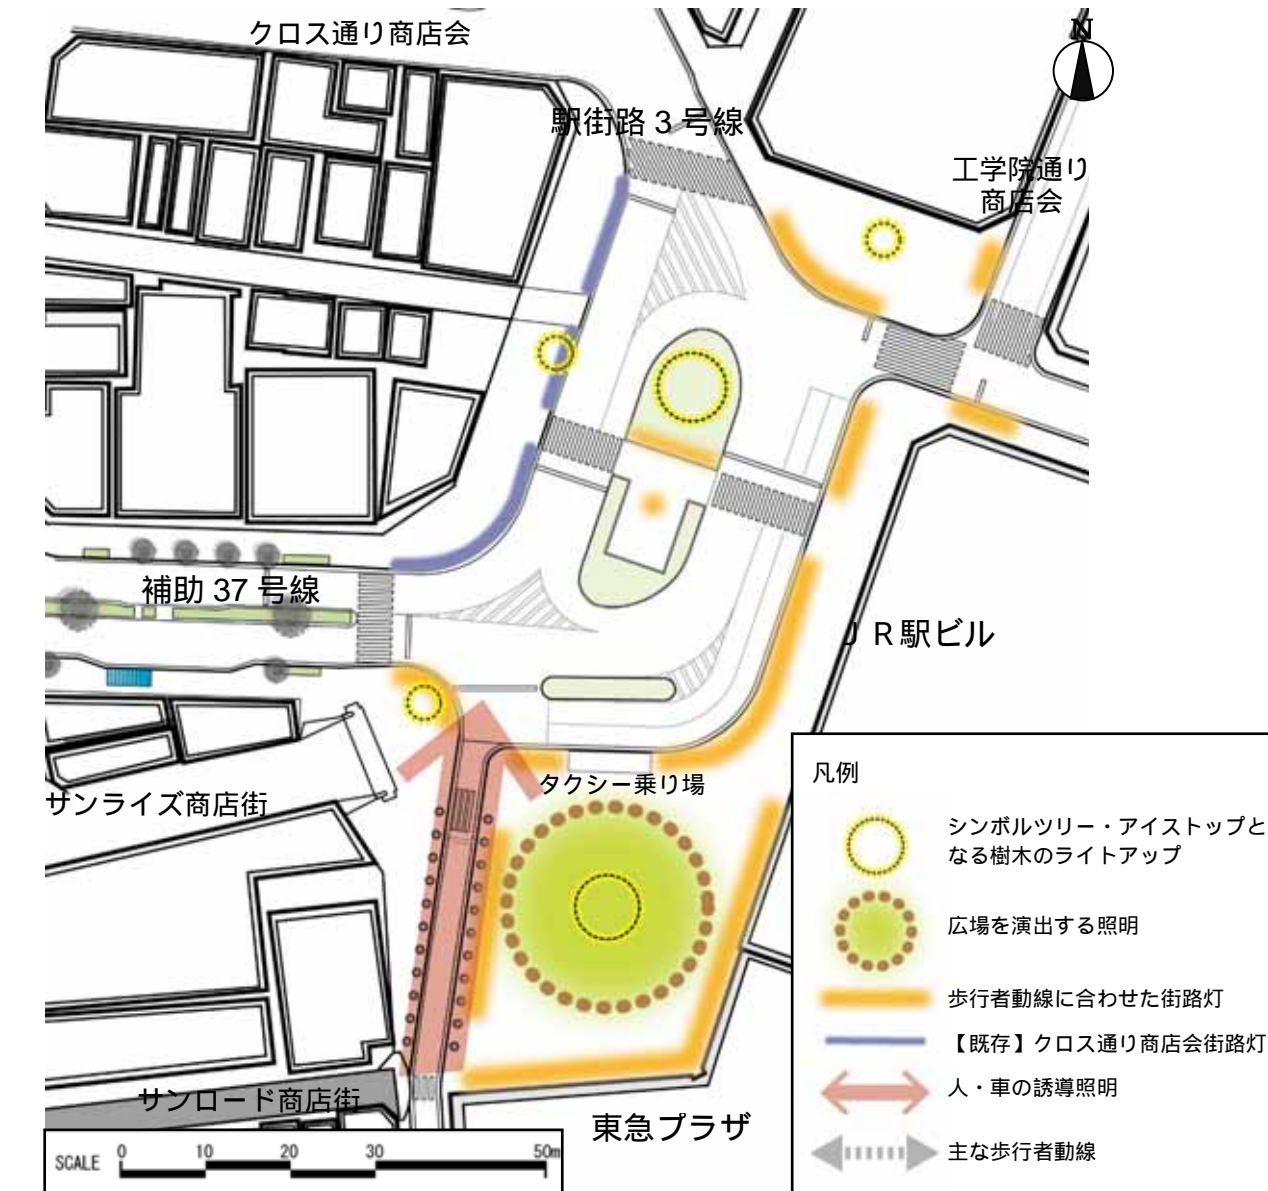 クロス通り商店会
N
駅街路3号線
工学院通り
商店会
補助37号線
JR駅ビル
サンライズ商店街
タクシー乗り場
サンロード商店街
東急プラザ
凡例
シンボルツリー・アイストップと
なる樹木のライトアップ
広場を演出する照明
歩行者動線に合わせた街路灯
【既存】クロス通り商店会街路灯
人・車の誘導照明
主な歩行者動線
SCALE 0 10 20 30 50m